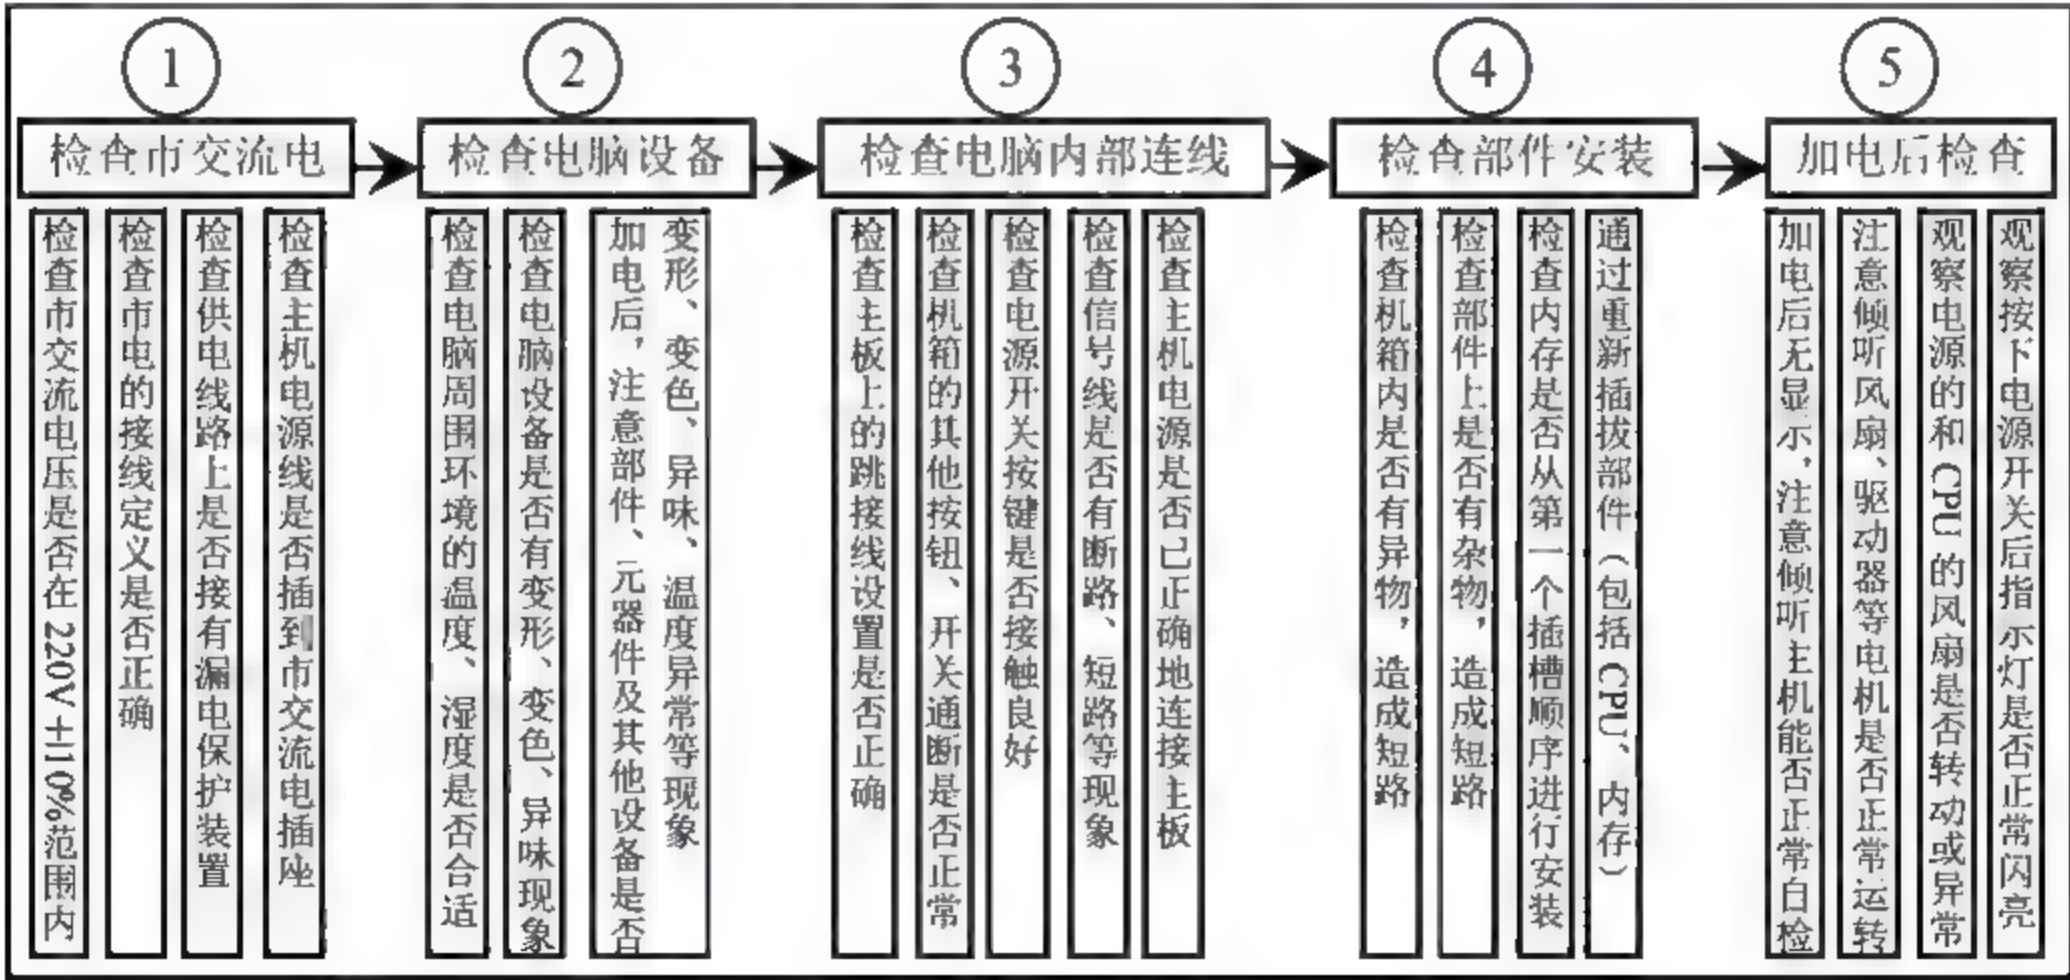 1
检查市交流电
检查市交流电压是否在 220V +110%范围内
检查市电的接线定义是否正确
检查供电线路上是否接有漏电保护装置
检查主机电源线是否插到市交流电插座
2
检查电脑设备
检查电脑周围环境的温度、湿度是否合适
检查电脑设备是否有变形、变色、异味现象
加电后，注意部件、元器件及其他设备是否
变形、变色、异味、温度异常等现象
3
检查电脑内部连线
检查主板上的跳接线设置是否正确
检查机箱的其他按钮、开关通断是否正常
检查电源开关按键是否接触良好
检查信号线是否有断路、短路等现象
检查主机电源是否已正确地连接主板
4
检查部件安装
检查机箱内是否有异物，造成短路
检查部件上是否有杂物，造成短路
检查内存是否从第一个插槽顺序进行安装
通过重新插拔部件（包括 CPU、内存）
5
加电后检查
加电后无显示，注意倾听主机能否正常自检
注意倾听风扇、驱动器等电机是否正常运转
观察电源的和 CPU 的风扇是否转动或异常
观察按下电源开关后指示灯是否正常闪亮